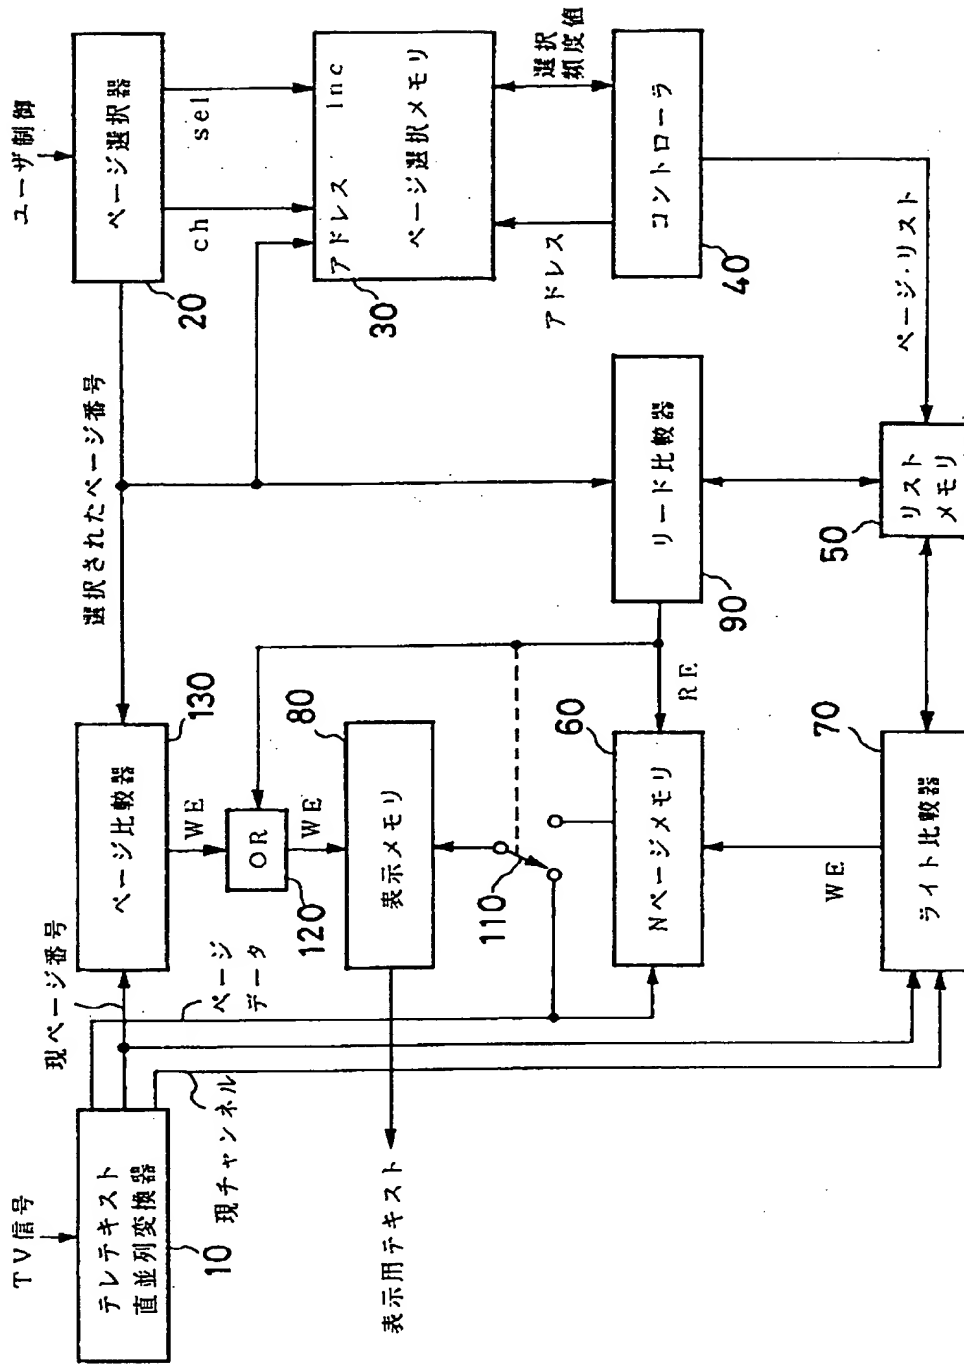 TV信号
テレテキスト
直並列変換器
10
現ページ番号
ページ
データ
現チャンネル
ページ比較器
130
WE
OR
120
WE
表示メモリ
80
表示用テキスト
110
Nページメモリ
60
RE
WE
ライト比較器
70
選択されたページ番号
リード比較器
90
リスト
メモリ
50
ページ・リスト
ユーザ制御
ページ選択器
20
ch
sel
アドレス
Inc
ページ選択メモリ
30
アドレス
選択
頻度値
コントローラ
40